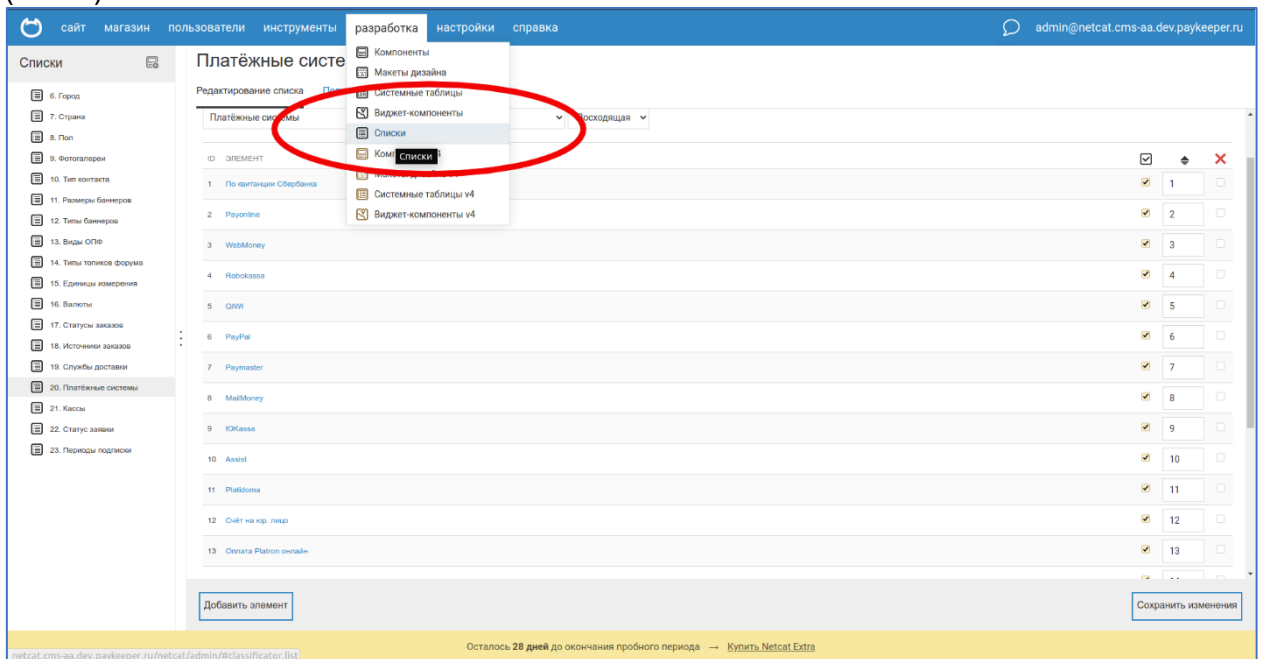 сайт магазин пользователи инструменты разработка настройки справка admin@netcat.cms-aa.dev.paykeeper.ru
Списки
6. Город
7. Страна
8. Пол
9. Фотогалереи
10. Тип контакта
11. Размеры баннеров
12. Типы баннеров
13. Виды ОПФ
14. Типы топиков форума
15. Единицы измерения
16. Валюты
17. Статусы заказов
18. Источники заказов
19. Службы доставки
20. Платёжные системы
21. Кассы
22. Статус заявки
23. Периоды подписки
Платёжные систе
Редактирование списка
Платёжные системы
Восходящая
Компоненты
Макеты дизайна
Системные таблицы
Виджет-компоненты
Списки
Списки
Системные таблицы v4
Виджет-компоненты v4
ID ЭЛЕМЕНТ
1 По квитанции Сбербанка 1
2 Payonline 2
3 WebMoney 3
4 Robokassa 4
5 QIWI 5
6 PayPal 6
7 Paymaster 7
8 MailMoney 8
9 ЮKassa 9
10 Assist 10
11 Platidoma 11
12 Счёт на юр. лицо 12
13 Оплата Platron онлайн 13
Добавить элемент Сохранить изменения
Осталось 28 дней до окончания пробного периода → Купить Netcat Extra
netcat.cms-aa.dev.paykeeper.ru/netcat/admin/#classificator.list